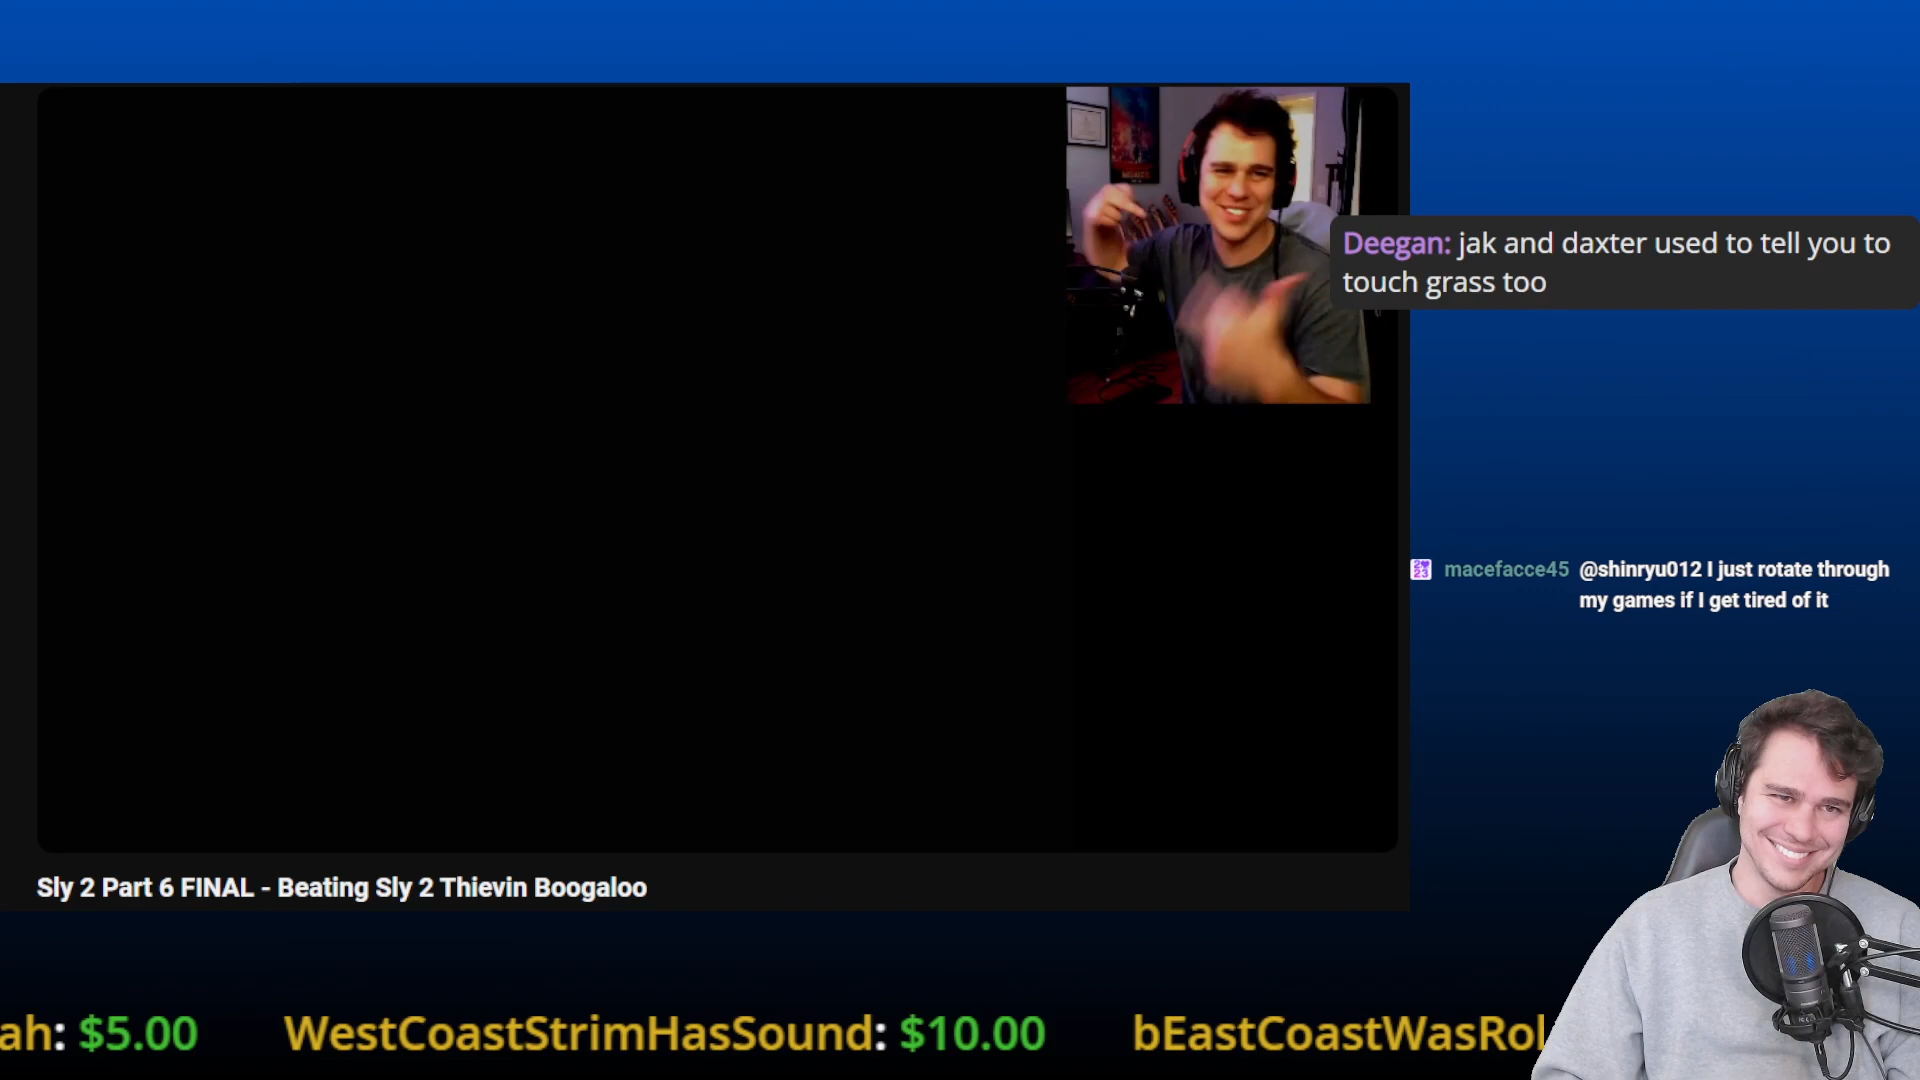 Deegan: jak and daxter used to tell you to
touch grass too
macefacce45 @shinryu012 I just rotate through
my games if I get tired of it
Sly 2 Part 6 FINAL - Beating Sly 2 Thievin Boogaloo
ah: $5.00 WestCoastStrimHasSound: $10.00 bEastCoastWasRol